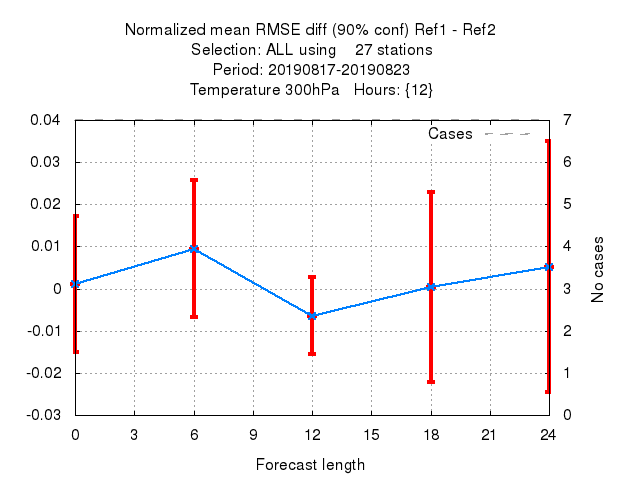 Normalized mean RMSE diff (90% conf) Ref1 - Ref2
Selection: ALL using 27 stations
Period: 20190817-20190823
Temperature 300hPa Hours: {12}
Cases
0.04
0.03
0.02
0.01
0
-0.01
-0.02
-0.03
7
6
5
4
3
2
1
0
No cases
0 3 6 9 12 15 18 21 24
Forecast length